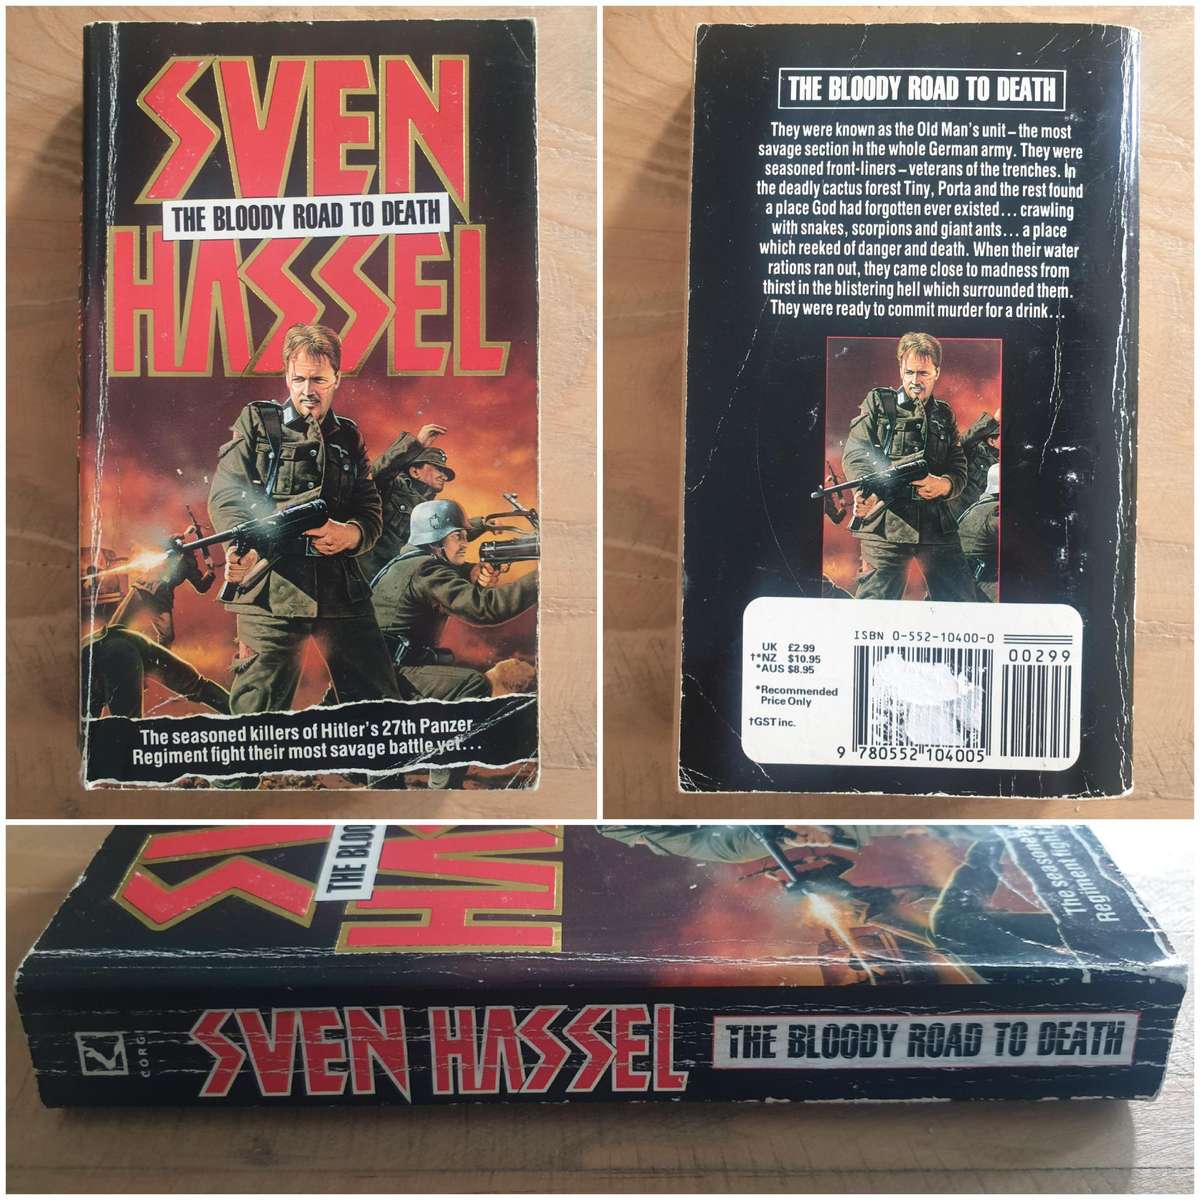 SVEN
THE BLOODY ROAD TO DEATH
HASSEL
The seasoned killers of Hitler's 27th Panzer
Regiment fight their most savage battle yet...
THE BLOODY ROAD TO DEATH
They were known as the Old Man's unit – the most
savage section in the whole German army. They were
seasoned front-liners – veterans of the trenches. In
the deadly cactus forest Tiny, Porta and the rest found
a place God had forgotten ever existed... crawling
with snakes, scorpions and giant ants... a place
which reeked of danger and death. When their water
rations ran out, they came close to madness from
thirst in the blistering hell which surrounded them.
They were ready to commit murder for a drink...
ISBN 0-552-10400-0
UK £2.99
†*NZ $10.95
*AUS $8.95
*Recommended
Price Only
†GST inc.
00299
9 780552 104005
THE BLOO
The seasoned
Regiment fight
CORGI
SVEN HASSEL
THE BLOODY ROAD TO DEATH